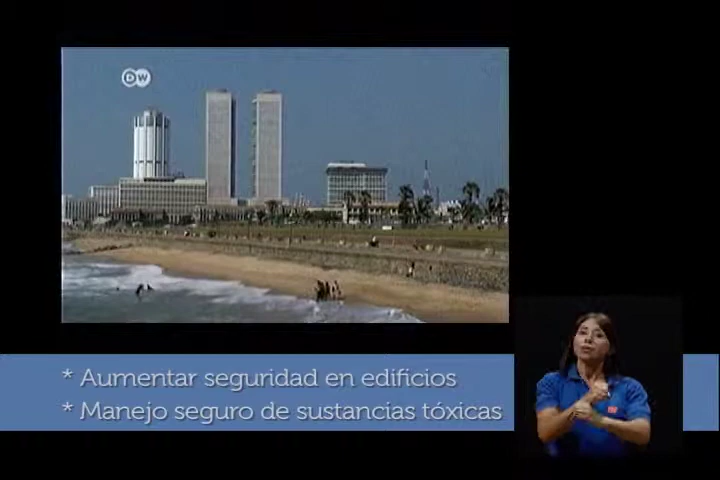 DW
* Aumentar seguridad en edificios
* Manejo seguro de sustancias tóxicas